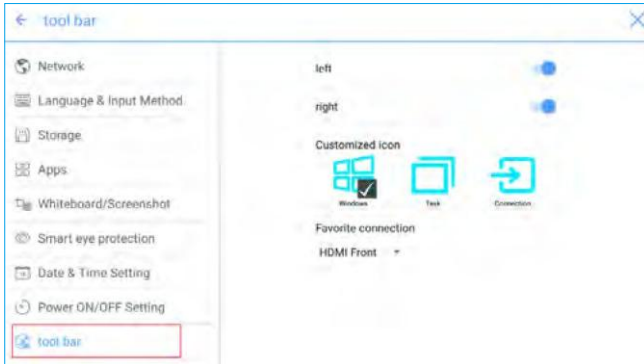 tool bar
Network
Language & Input Method
Storage
Apps
Whiteboard/Screenshot
Smart eye protection
Date & Time Setting
Power ON/OFF Setting
tool bar
left
right
Customized icon
Windows Task Connection
Favorite connection
HDMI Front